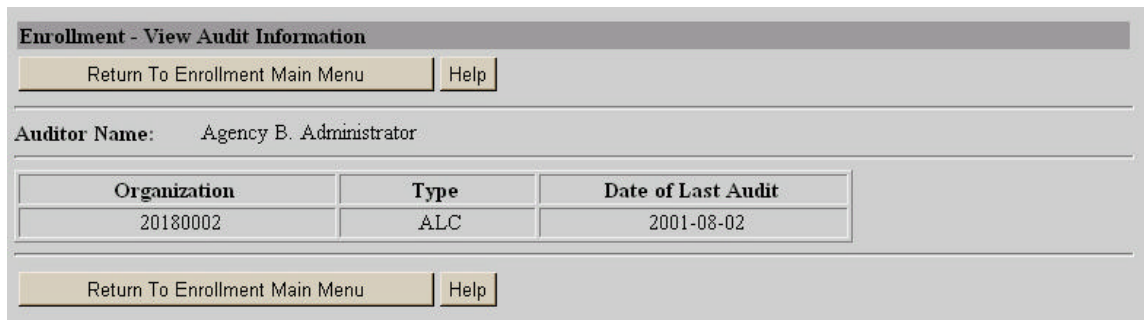 Enrollment - View Audit Information
Return To Enrollment Main Menu Help
Auditor Name: Agency B. Administrator
Organization Type Date of Last Audit
20180002 ALC 2001-08-02
Return To Enrollment Main Menu Help